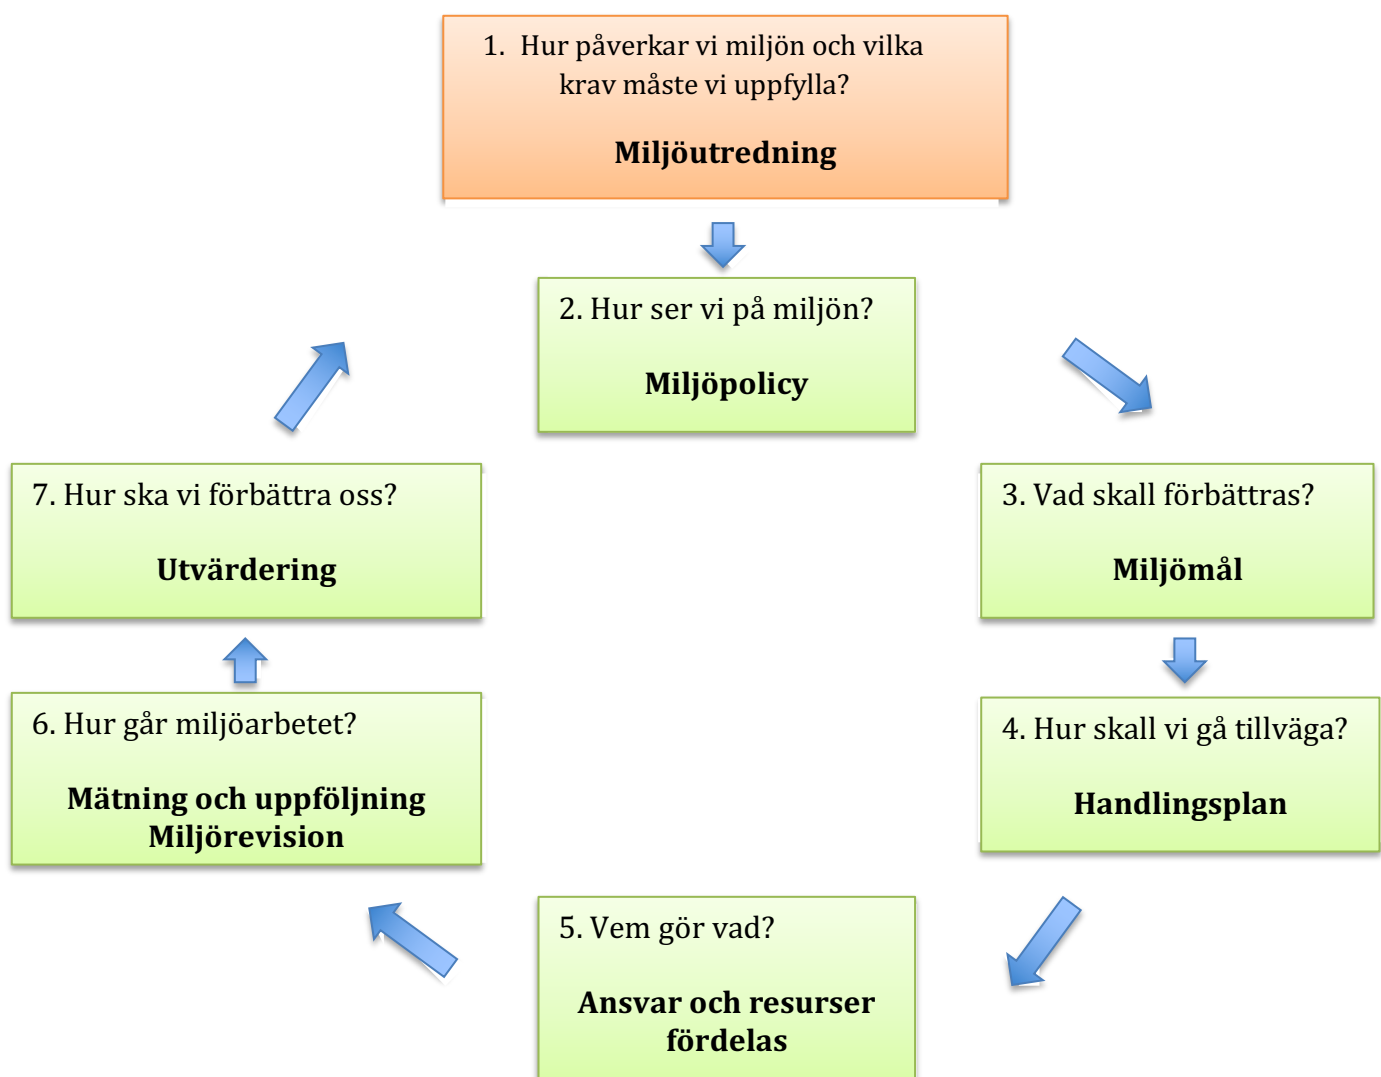 1. Hur påverkar vi miljön och vilka
krav måste vi uppfylla?
Miljöutredning
2. Hur ser vi på miljön?
Miljöpolicy
3. Vad skall förbättras?
Miljömål
4. Hur skall vi gå tillväga?
Handlingsplan
5. Vem gör vad?
Ansvar och resurser
fördelas
6. Hur går miljöarbetet?
Mätning och uppföljning
Miljörevision
7. Hur ska vi förbättra oss?
Utvärdering